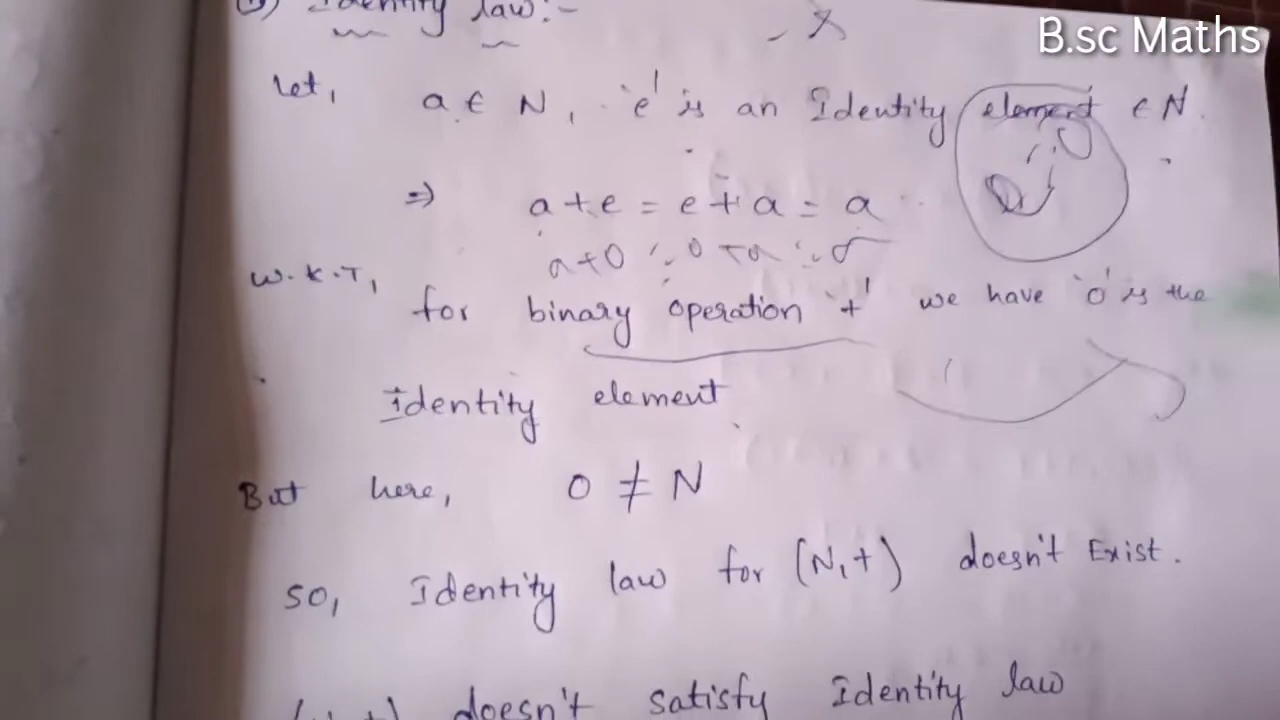 Identity law:-
B.sc Maths
Let, a ∈ N, 'e' is an Identity element ∈ N.
⇒ a + e = e + a = a
a+0 = 0+a = a
W.K.T,
for binary operation '+' we have '0' is the
Identity element
But here, 0 ≠ N
So, Identity law for (N, +) doesn't Exist.
doesn't satisfy Identity law